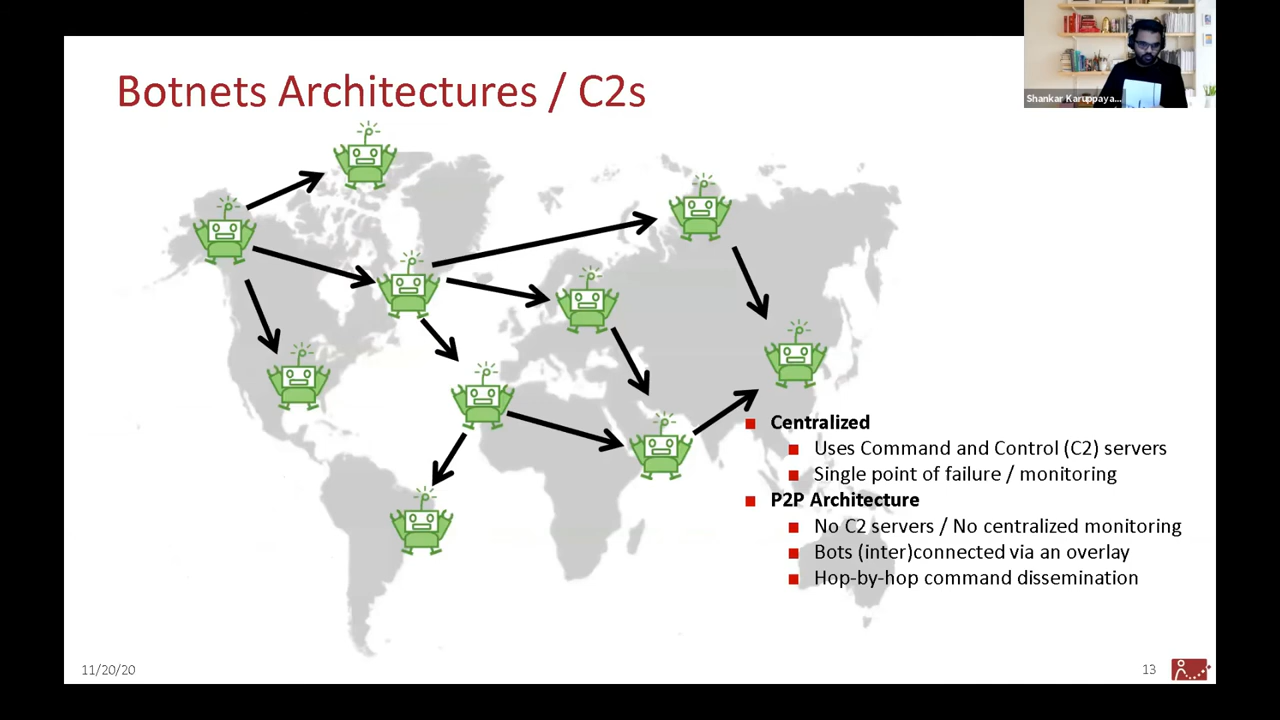 Botnets Architectures / C2s
Shankar Karuppaya...
Centralized
Uses Command and Control (C2) servers
Single point of failure / monitoring
P2P Architecture
No C2 servers / No centralized monitoring
Bots (inter)connected via an overlay
Hop-by-hop command dissemination
11/20/20
13